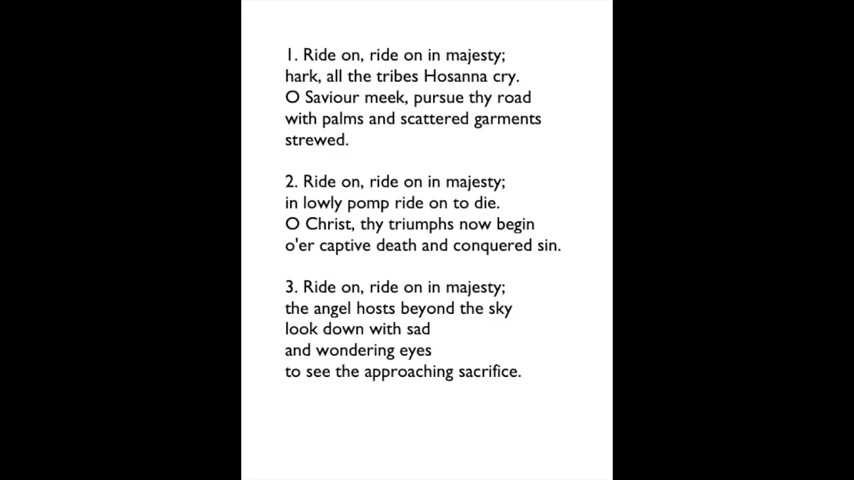 1. Ride on, ride on in majesty;
hark, all the tribes Hosanna cry.
O Saviour meek, pursue thy road
with palms and scattered garments
strewed.
2. Ride on, ride on in majesty;
in lowly pomp ride on to die.
O Christ, thy triumphs now begin
o'er captive death and conquered sin.
3. Ride on, ride on in majesty;
the angel hosts beyond the sky
look down with sad
and wondering eyes
to see the approaching sacrifice.